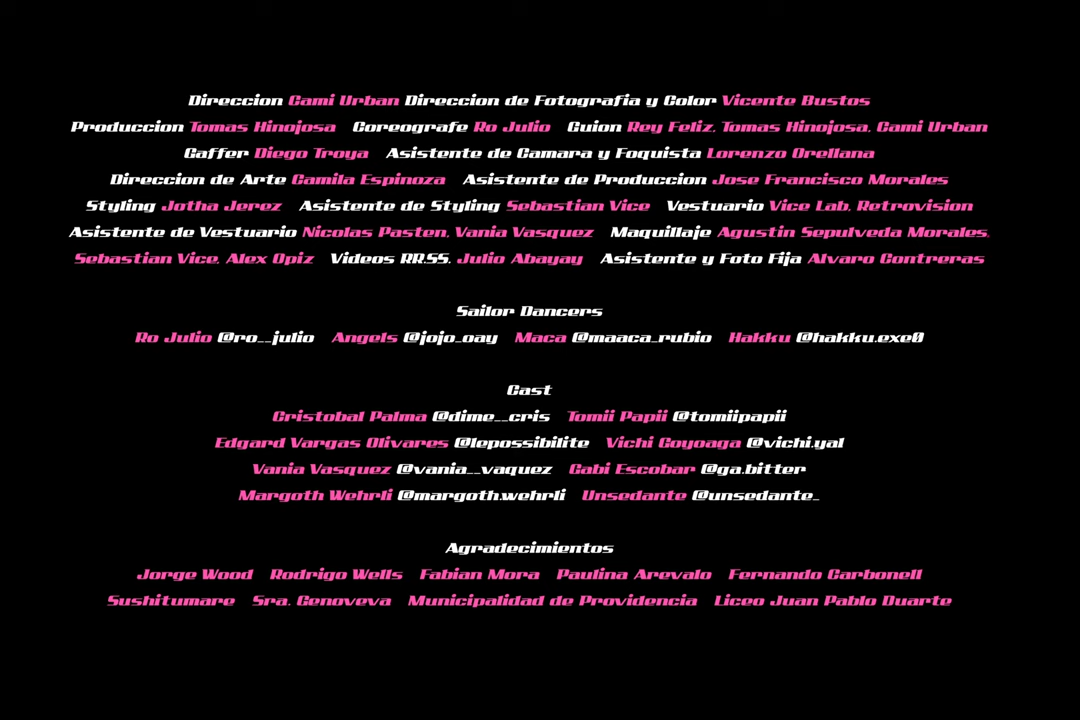 Direccion Cami Urban Direccion de Fotografia y Color Vicente Bustos
Produccion Tomas Hinojosa Coreografe Ro Julio Guion Rey Feliz, Tomas Hinojosa, Cami Urban
Gaffer Diego Troya Asistente de Camara y Foquista Lorenzo Orellana
Direccion de Arte Camila Espinoza Asistente de Produccion Jose Francisco Morales
Styling Jotha Jerez Asistente de Styling Sebastian Vice Vestuario Vice Lab, Retrovision
Asistente de Vestuario Nicolas Pasten, Vania Vasquez Maquillaje Agustin Sepulveda Morales,
Sebastian Vice, Alex Opiz Videos RR.SS. Julio Abayay Asistente y Foto Fija Alvaro Contreras
Sailor Dancers
Ro Julio @ro__julio Angels @jojo_oay Maca @maaca_rubio Hakku @hakku.exe0
Cast
Cristobal Palma @dime__cris Tomii Papii @tomiipapii
Edgard Vargas Olivares @lepossibilite Vichi Goyoaga @vichi.yal
Vania Vasquez @vania__vaquez Gabi Escobar @ga.bitter
Margoth Wehrli @margoth.wehrli Unsedante @unsedante_
Agradecimientos
Jorge Wood Rodrigo Wells Fabian Mora Paulina Arevalo Fernando Carbonell
Sushitumare Sra. Genoveva Municipalidad de Providencia Liceo Juan Pablo Duarte